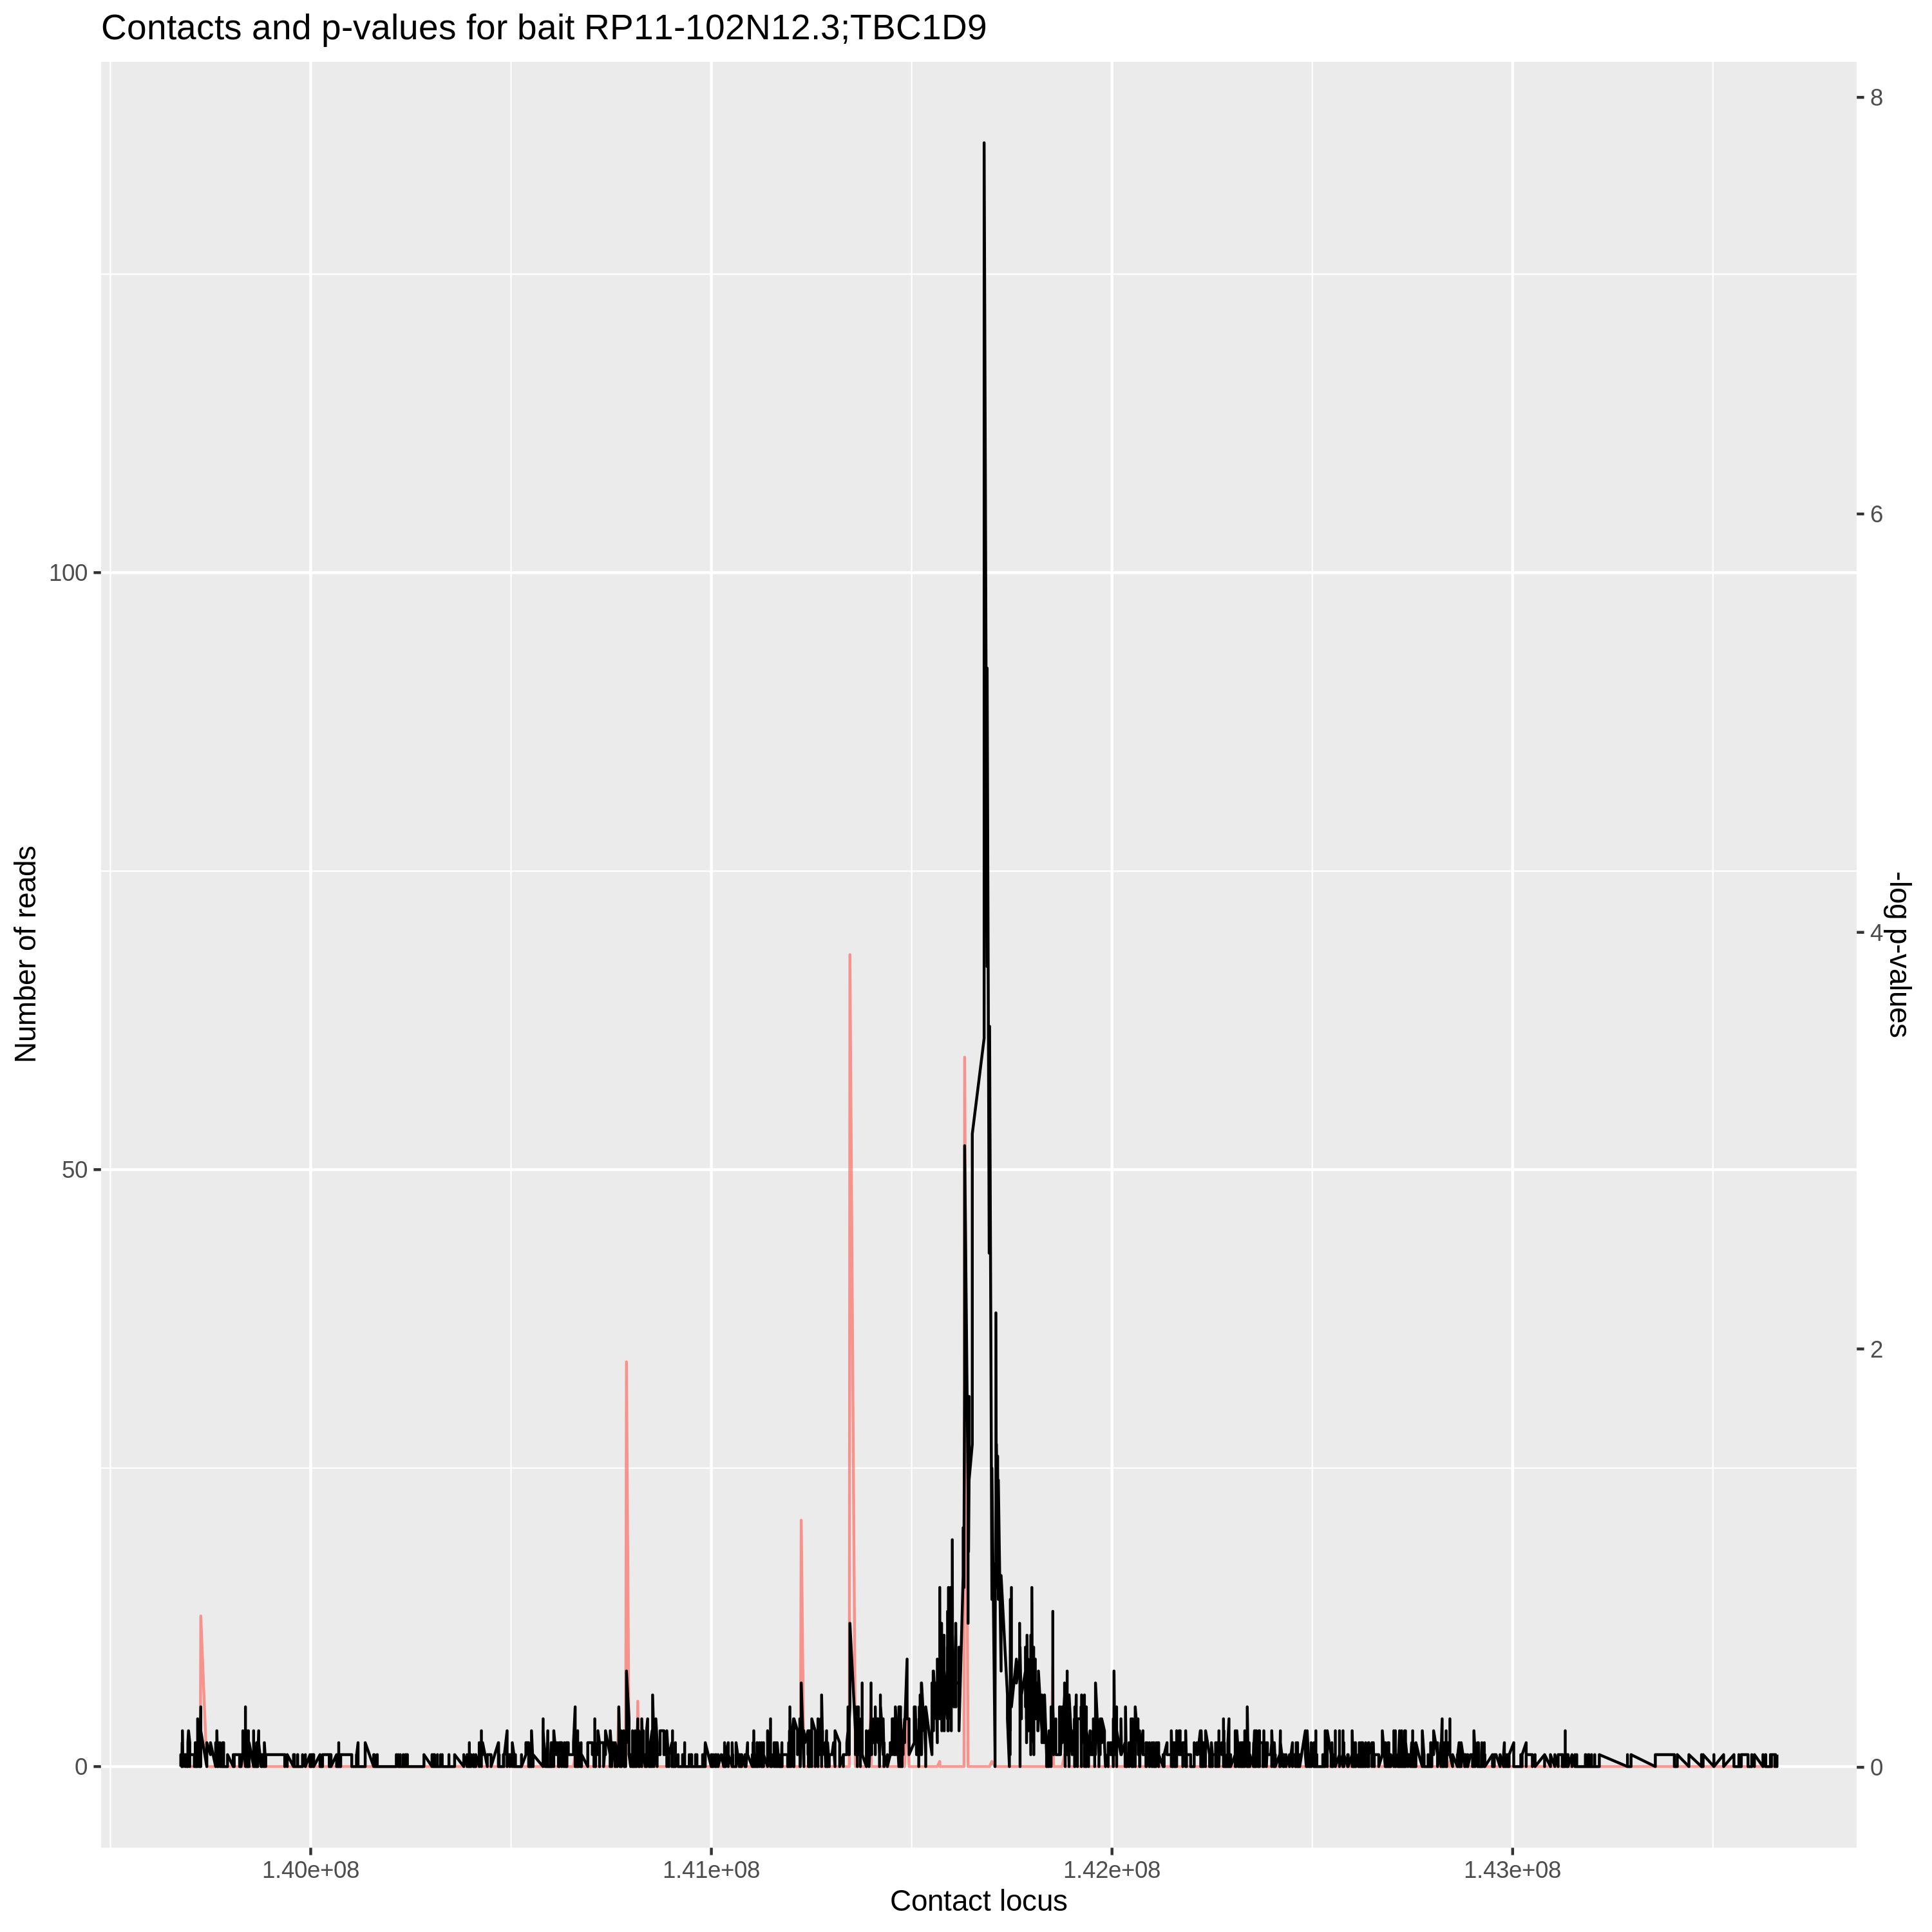 Contacts and p-values for bait RP11-102N12.3;TBC1D9
8
6
100
Number of reads
4
-log p-values
50
2
0
0
1.40e+08
1.41e+08
1.42e+08
1.43e+08
Contact locus